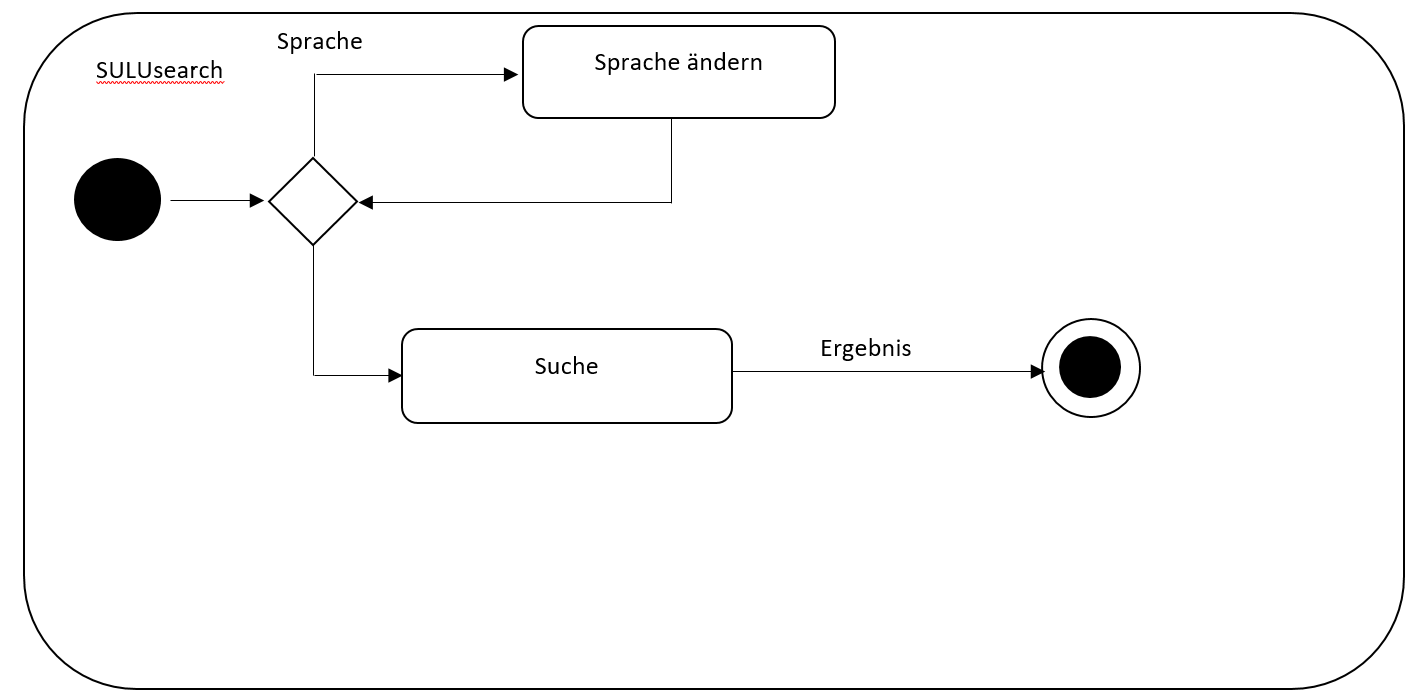 Sprache
SULUsearch
Sprache ändern
Suche
Ergebnis